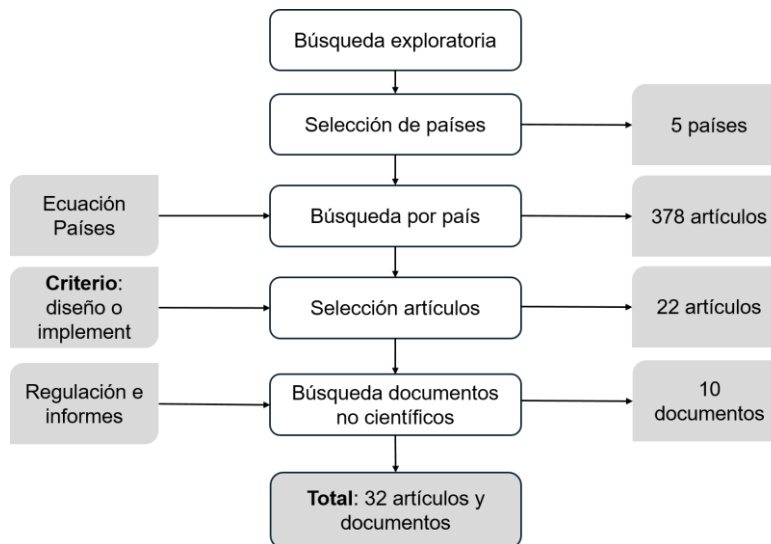 Búsqueda exploratoria
Selección de países
5 países
Ecuación
Países
Búsqueda por país
378 artículos
Criterio:
diseño o
implement
Selección artículos
22 artículos
Regulación e
informes
Búsqueda documentos
no científicos
10
documentos
Total: 32 artículos y
documentos